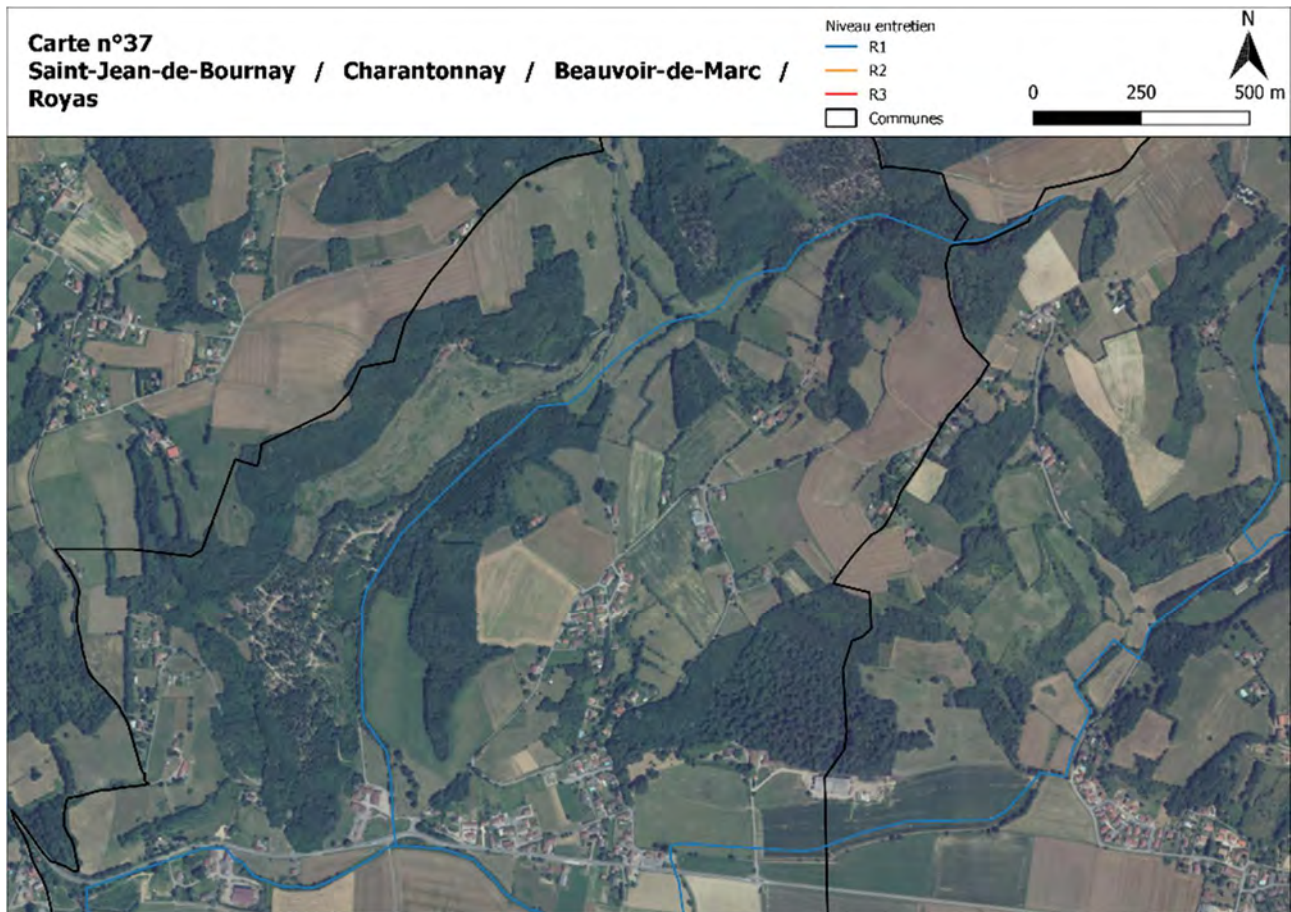 Carte n°37
Saint-Jean-de-Bournay / Charantonnay / Beauvoir-de-Marc /
Royas
Niveau entretien
R1
R2
R3
Communes
N
0 250 500 m